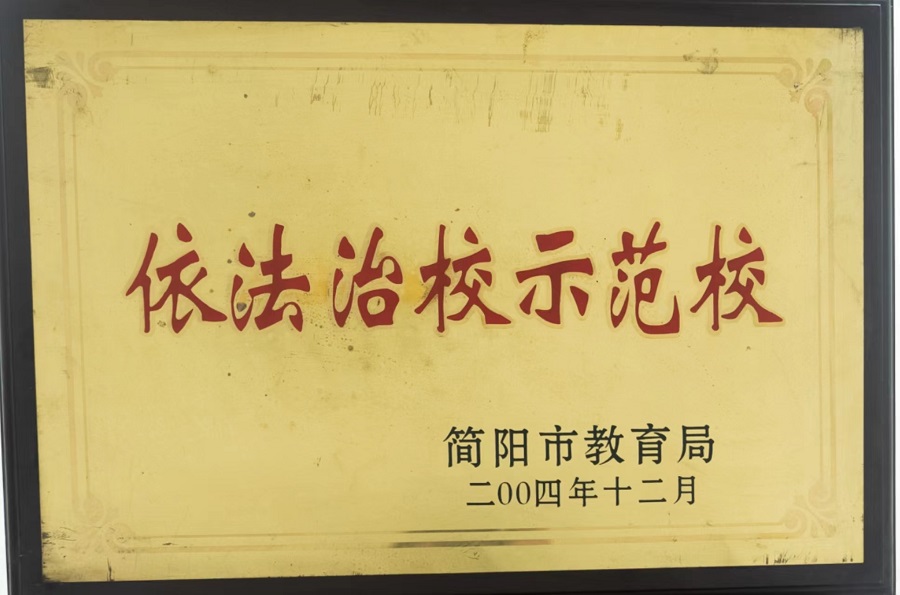 依法治校示范校
简阳市教育局
二00四年十二月